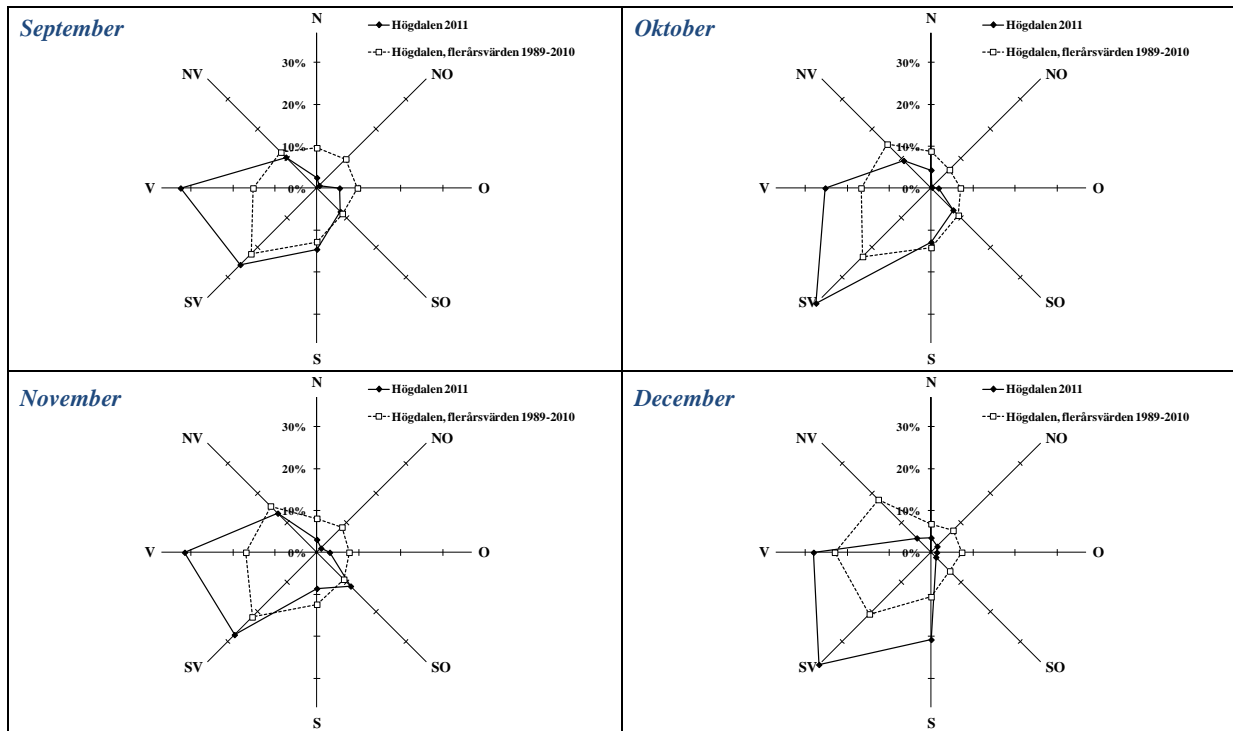 September
N
Högdalen 2011
Högdalen, flerårsvärden 1989-2010
30%
NV
NO
20%
10%
V
0%
O
SV
SO
S
Oktober
N
Högdalen 2011
Högdalen, flerårsvärden 1989-2010
30%
NV
NO
20%
10%
V
0%
O
SV
SO
S
November
N
Högdalen 2011
Högdalen, flerårsvärden 1989-2010
30%
NV
NO
20%
10%
V
0%
O
SV
SO
S
December
N
Högdalen 2011
Högdalen, flerårsvärden 1989-2010
30%
NV
NO
20%
10%
V
0%
O
SV
SO
S